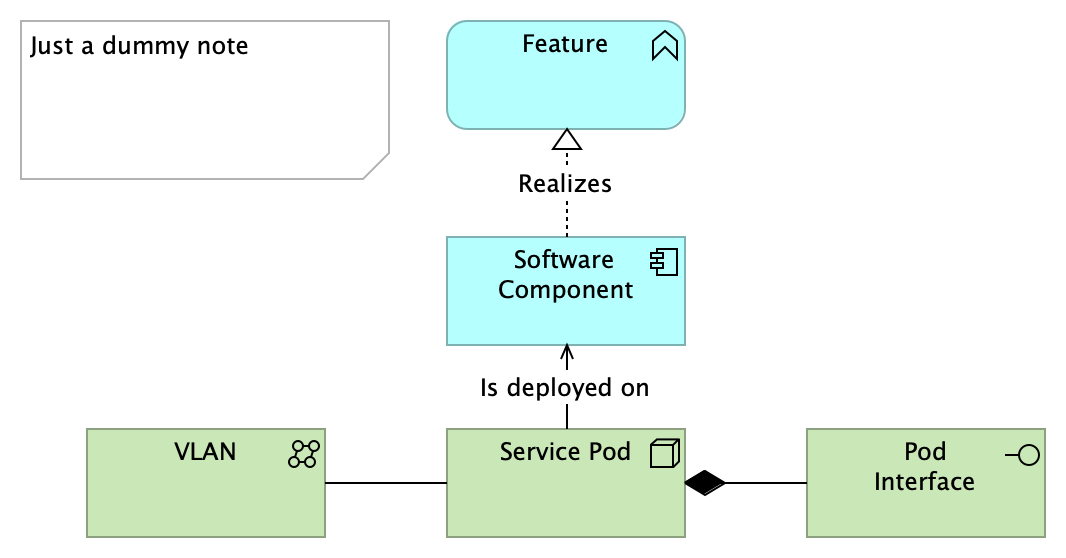 Just a dummy note
Feature
Realizes
Software
Component
Is deployed on
VLAN
Service Pod
Pod
Interface